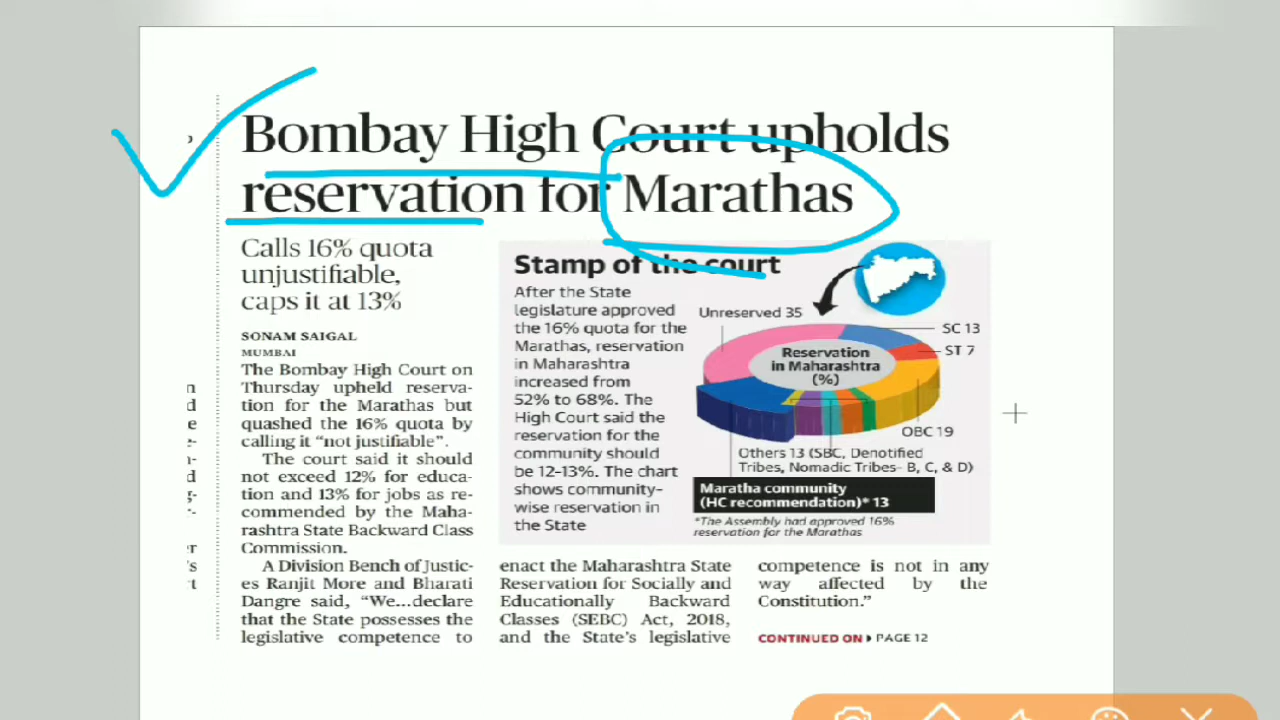 Bombay High Court upholds
reservation for Marathas
Calls 16% quota
unjustifiable,
caps it at 13%
SONAM SAIGAL
MUMBAI
The Bombay High Court on
Thursday upheld reserva-
tion for the Marathas but
quashed the 16% quota by
calling it “not justifiable”.
The court said it should
not exceed 12% for educa-
tion and 13% for jobs as re-
commended by the Maha-
rashtra State Backward Class
Commission.
A Division Bench of Justic-
es Ranjit More and Bharati
Dangre said, “We...declare
that the State possesses the
legislative competence to
Stamp of the court
After the State
legislature approved
the 16% quota for the
Marathas, reservation
in Maharashtra
increased from
52% to 68%. The
High Court said the
reservation for the
community should
be 12-13%. The chart
shows community-
wise reservation in
the State
Unreserved 35
SC 13
ST 7
Reservation
in Maharashtra
(%)
OBC 19
Others 13 (SBC, Denotified
Tribes, Nomadic Tribes- B, C, & D)
Maratha community
(HC recommendation)* 13
*The Assembly had approved 16%
reservation for the Marathas
enact the Maharashtra State
Reservation for Socially and
Educationally Backward
Classes (SEBC) Act, 2018,
and the State’s legislative
competence is not in any
way affected by the
Constitution.”
CONTINUED ON PAGE 12